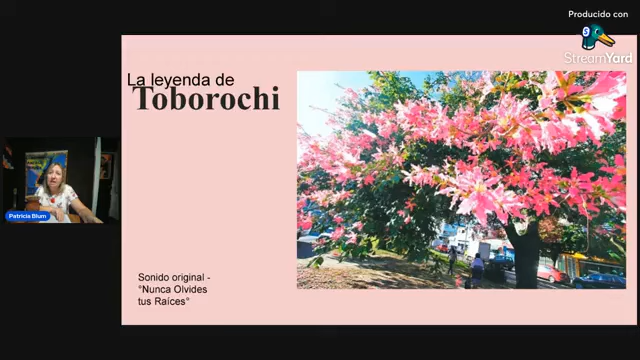 Producido con
StreamYard
La leyenda de
Toborochi
Patricia Blum
Sonido original -
°Nunca Olvides
tus Raíces°